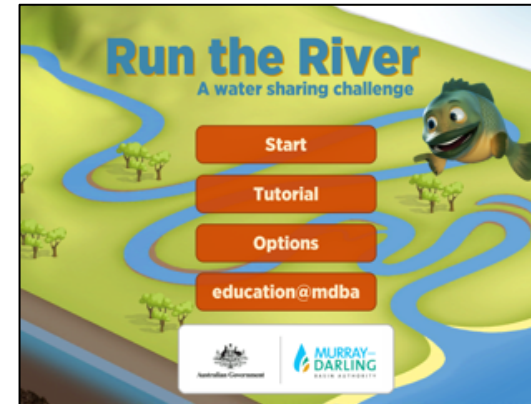 Run the River
A water sharing challenge
Start
Tutorial
Options
education@mdba
Australian Government
MURRAY–
DARLING
BASIN AUTHORITY